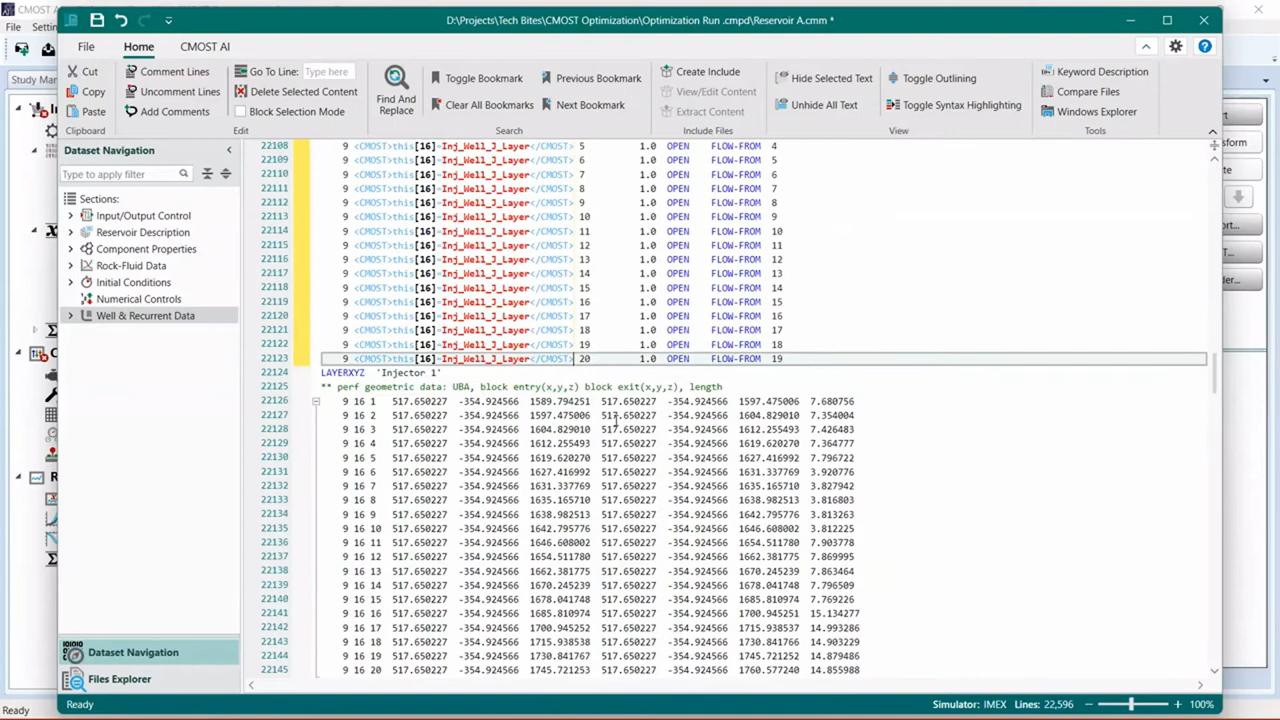 D:\Projects\Tech Bites\CMOST Optimization\Optimization Run .cmpd\Reservoir A.cmm *
File Home CMOST AI
Cut Comment Lines Go To Line: Type here Toggle Bookmark Previous Bookmark Create Include Hide Selected Text Toggle Outlining Keyword Description
Copy Uncomment Lines Delete Selected Content Find And Replace View/Edit Content Compare Files
Paste Add Comments Block Selection Mode Clear All Bookmarks Next Bookmark Extract Content Unhide All Text Toggle Syntax Highlighting Windows Explorer
Clipboard Edit Search Include Files View Tools
Dataset Navigation
Type to apply filter
Sections:
Input/Output Control
Reservoir Description
Component Properties
Rock-Fluid Data
Initial Conditions
Numerical Controls
Well & Recurrent Data
22108 9 <CMOST>this[16]=Inj_Well_J_Layer</CMOST> 5 1.0 OPEN FLOW-FROM 4
22109 9 <CMOST>this[16]=Inj_Well_J_Layer</CMOST> 6 1.0 OPEN FLOW-FROM 5
22110 9 <CMOST>this[16]=Inj_Well_J_Layer</CMOST> 7 1.0 OPEN FLOW-FROM 6
22111 9 <CMOST>this[16]=Inj_Well_J_Layer</CMOST> 8 1.0 OPEN FLOW-FROM 7
22112 9 <CMOST>this[16]=Inj_Well_J_Layer</CMOST> 9 1.0 OPEN FLOW-FROM 8
22113 9 <CMOST>this[16]=Inj_Well_J_Layer</CMOST> 10 1.0 OPEN FLOW-FROM 9
22114 9 <CMOST>this[16]=Inj_Well_J_Layer</CMOST> 11 1.0 OPEN FLOW-FROM 10
22115 9 <CMOST>this[16]=Inj_Well_J_Layer</CMOST> 12 1.0 OPEN FLOW-FROM 11
22116 9 <CMOST>this[16]=Inj_Well_J_Layer</CMOST> 13 1.0 OPEN FLOW-FROM 12
22117 9 <CMOST>this[16]=Inj_Well_J_Layer</CMOST> 14 1.0 OPEN FLOW-FROM 13
22118 9 <CMOST>this[16]=Inj_Well_J_Layer</CMOST> 15 1.0 OPEN FLOW-FROM 14
22119 9 <CMOST>this[16]=Inj_Well_J_Layer</CMOST> 16 1.0 OPEN FLOW-FROM 15
22120 9 <CMOST>this[16]=Inj_Well_J_Layer</CMOST> 17 1.0 OPEN FLOW-FROM 16
22121 9 <CMOST>this[16]=Inj_Well_J_Layer</CMOST> 18 1.0 OPEN FLOW-FROM 17
22122 9 <CMOST>this[16]=Inj_Well_J_Layer</CMOST> 19 1.0 OPEN FLOW-FROM 18
22123 9 <CMOST>this[16]=Inj_Well_J_Layer</CMOST> 20 1.0 OPEN FLOW-FROM 19
22124 LAYERXYZ 'Injector 1'
22125 ** perf geometric data: UBA, block entry(x,y,z) block exit(x,y,z), length
22126 9 16 1 517.650227 -354.924566 1589.794251 517.650227 -354.924566 1597.475006 7.680756
22127 9 16 2 517.650227 -354.924566 1597.475006 517.650227 -354.924566 1604.829010 7.354004
22128 9 16 3 517.650227 -354.924566 1604.829010 517.650227 -354.924566 1612.255493 7.426483
22129 9 16 4 517.650227 -354.924566 1612.255493 517.650227 -354.924566 1619.620270 7.364777
22130 9 16 5 517.650227 -354.924566 1619.620270 517.650227 -354.924566 1627.416992 7.796722
22131 9 16 6 517.650227 -354.924566 1627.416992 517.650227 -354.924566 1631.337769 3.920776
22132 9 16 7 517.650227 -354.924566 1631.337769 517.650227 -354.924566 1635.165710 3.827942
22133 9 16 8 517.650227 -354.924566 1635.165710 517.650227 -354.924566 1638.982513 3.816803
22134 9 16 9 517.650227 -354.924566 1638.982513 517.650227 -354.924566 1642.795776 3.813263
22135 9 16 10 517.650227 -354.924566 1642.795776 517.650227 -354.924566 1646.608002 3.812225
22136 9 16 11 517.650227 -354.924566 1646.608002 517.650227 -354.924566 1654.511780 7.903778
22137 9 16 12 517.650227 -354.924566 1654.511780 517.650227 -354.924566 1662.381775 7.869995
22138 9 16 13 517.650227 -354.924566 1662.381775 517.650227 -354.924566 1670.245239 7.863464
22139 9 16 14 517.650227 -354.924566 1670.245239 517.650227 -354.924566 1678.041748 7.796509
22140 9 16 15 517.650227 -354.924566 1678.041748 517.650227 -354.924566 1685.810974 7.769226
22141 9 16 16 517.650227 -354.924566 1685.810974 517.650227 -354.924566 1700.945251 15.134277
22142 9 16 17 517.650227 -354.924566 1700.945252 517.650227 -354.924566 1715.938537 14.993286
22143 9 16 18 517.650227 -354.924566 1715.938538 517.650227 -354.924566 1730.841766 14.903229
22144 9 16 19 517.650227 -354.924566 1730.841767 517.650227 -354.924566 1745.721252 14.879486
22145 9 16 20 517.650227 -354.924566 1745.721253 517.650227 -354.924566 1760.577240 14.855988
Dataset Navigation
Files Explorer
Ready Simulator: IMEX Lines: 22,596 100%
File Settin
Study Man
Ready